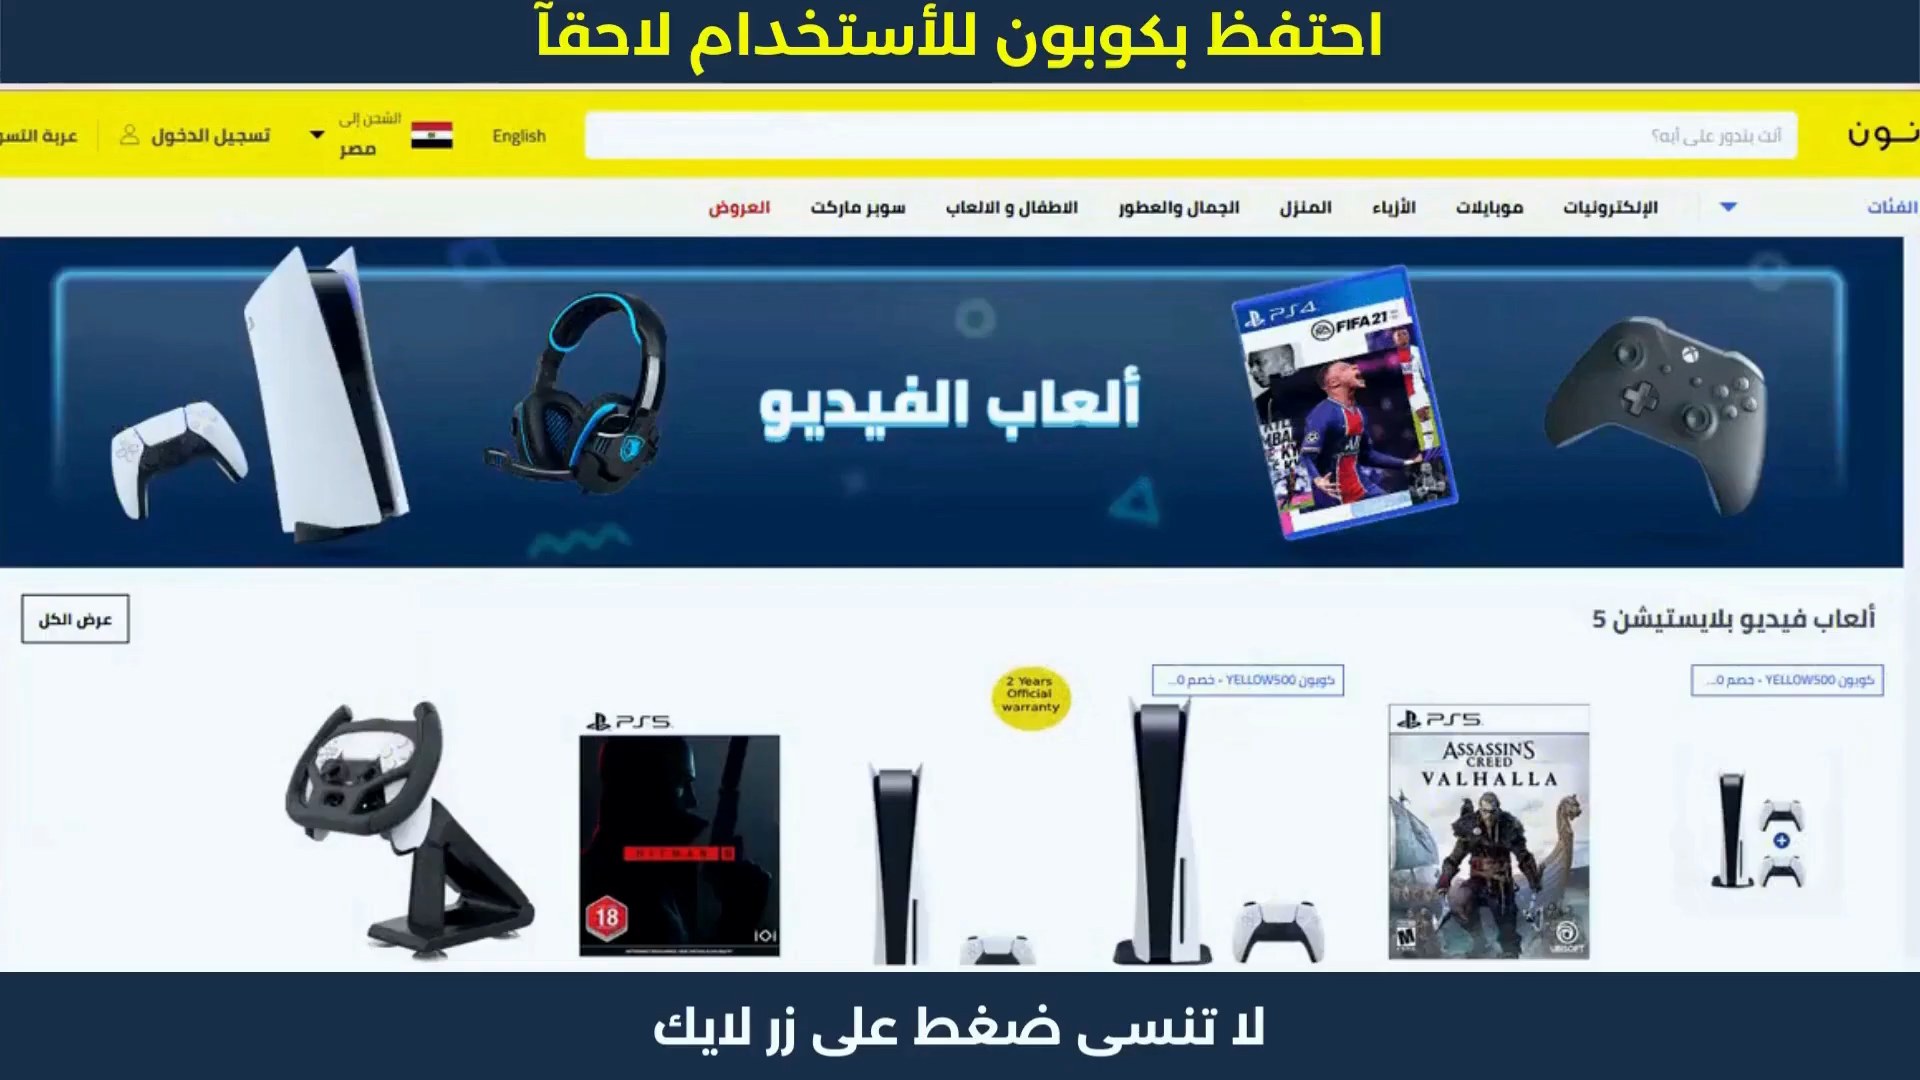 احتفظ بكوبون للأستخدام لاحقآ
نون
أنت بتدور على أيه؟
English
الشحن إلى
مصر
تسجيل الدخول
عربة
الفئات
الإلكترونيات
موبايلات
الأزياء
المنزل
الجمال والعطور
الاطفال و الالعاب
سوبر ماركت
العروض
ألعاب الفيديو
PS4
FIFA 21
ألعاب فيديو بلايستيشن 5
عرض الكل
كوبون YELLOW500 - خصم 0...
PS5
ASSASSIN'S
CREED
VALHALLA
M
UBISOFT
كوبون YELLOW500 - خصم 0...
2 Years
Official
warranty
PS5
HITMAN
18
IOI
لا تنسى ضغط على زر لايك